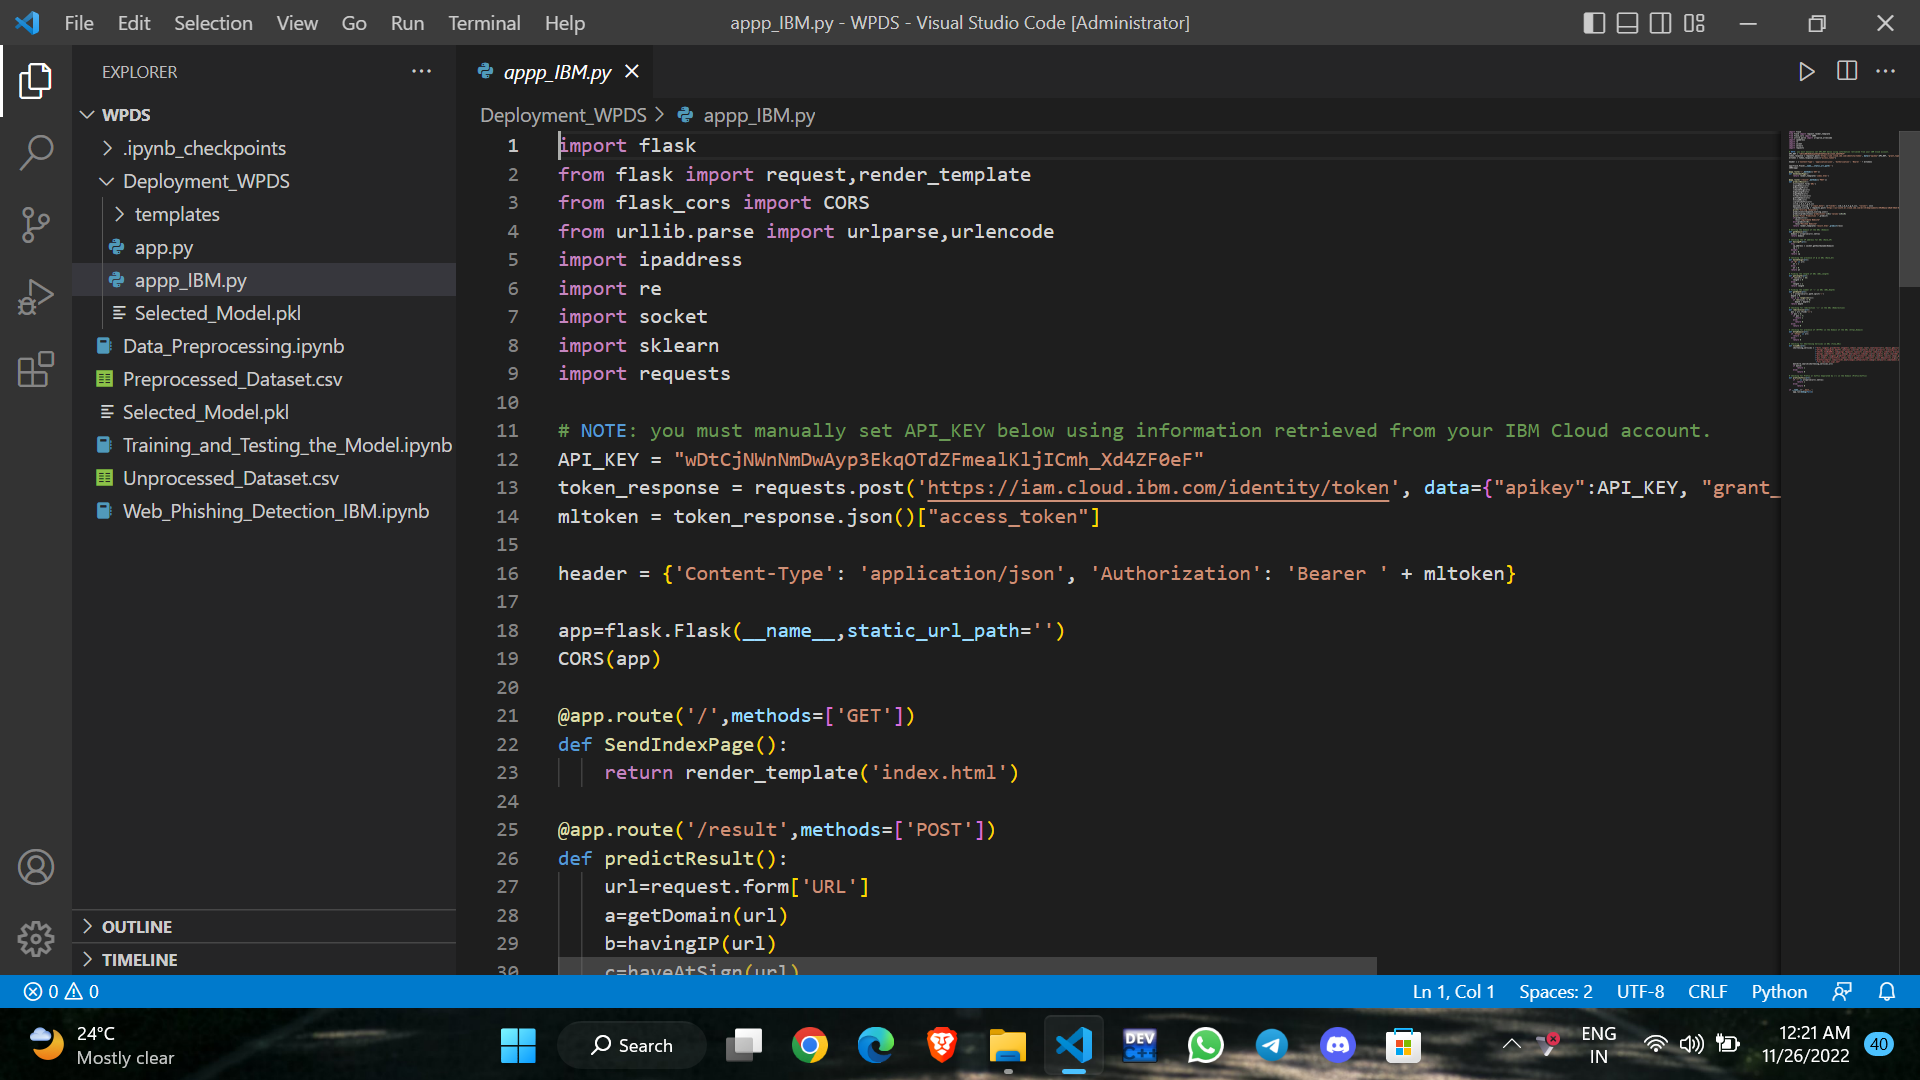 File Edit Selection View Go Run Terminal Help
appp_IBM.py - WPDS - Visual Studio Code [Administrator]
EXPLORER
WPDS
.ipynb_checkpoints
Deployment_WPDS
templates
app.py
appp_IBM.py
Selected_Model.pkl
Data_Preprocessing.ipynb
Preprocessed_Dataset.csv
Selected_Model.pkl
Training_and_Testing_the_Model.ipynb
Unprocessed_Dataset.csv
Web_Phishing_Detection_IBM.ipynb
OUTLINE
TIMELINE
appp_IBM.py
Deployment_WPDS > appp_IBM.py
1 import flask
2 from flask import request,render_template
3 from flask_cors import CORS
4 from urllib.parse import urlparse,urlencode
5 import ipaddress
6 import re
7 import socket
8 import sklearn
9 import requests
10
11 # NOTE: you must manually set API_KEY below using information retrieved from your IBM Cloud account.
12 API_KEY = "wDtCjNWnNmDwAyp3EkqOTdZFmealKljICmh_Xd4ZF0eF"
13 token_response = requests.post('https://iam.cloud.ibm.com/identity/token', data={"apikey":API_KEY, "grant_
14 mltoken = token_response.json()["access_token"]
15
16 header = {'Content-Type': 'application/json', 'Authorization': 'Bearer ' + mltoken}
17
18 app=flask.Flask(__name__,static_url_path='')
19 CORS(app)
20
21 @app.route('/',methods=['GET'])
22 def SendIndexPage():
23 return render_template('index.html')
24
25 @app.route('/result',methods=['POST'])
26 def predictResult():
27 url=request.form['URL']
28 a=getDomain(url)
29 b=havingIP(url)
30 c=haveAtSign(url)
0 0
Ln 1, Col 1 Spaces: 2 UTF-8 CRLF Python
24°C
Mostly clear
Search
DEV
C++
ENG
IN
12:21 AM
11/26/2022
40